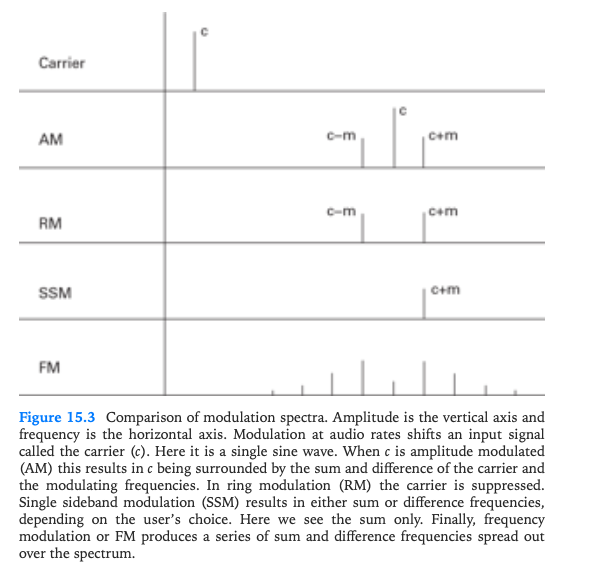 c
Carrier
c
c–m
c+m
AM
c–m
c+m
RM
c+m
SSM
FM
Figure 15.3 Comparison of modulation spectra. Amplitude is the vertical axis and
frequency is the horizontal axis. Modulation at audio rates shifts an input signal
called the carrier (c). Here it is a single sine wave. When c is amplitude modulated
(AM) this results in c being surrounded by the sum and difference of the carrier and
the modulating frequencies. In ring modulation (RM) the carrier is suppressed.
Single sideband modulation (SSM) results in either sum or difference frequencies,
depending on the user's choice. Here we see the sum only. Finally, frequency
modulation or FM produces a series of sum and difference frequencies spread out
over the spectrum.